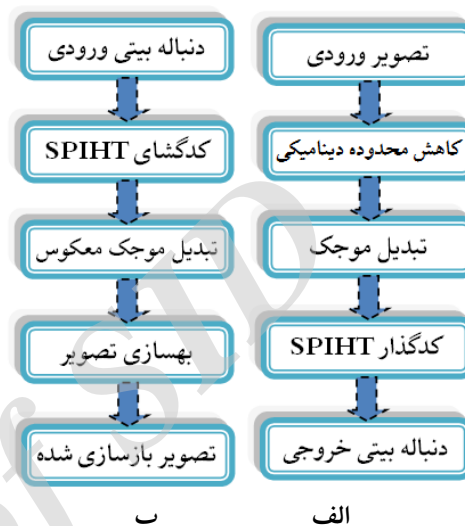 تصویر ورودی
کاهش محدوده دینامیکی
تبدیل موجک
کدگذار SPIHT
دنباله بیتی خروجی
الف
دنباله بیتی ورودی
کدگشای SPIHT
تبدیل موجک معکوس
بهسازی تصویر
تصویر بازسازی شده
ب
f SID